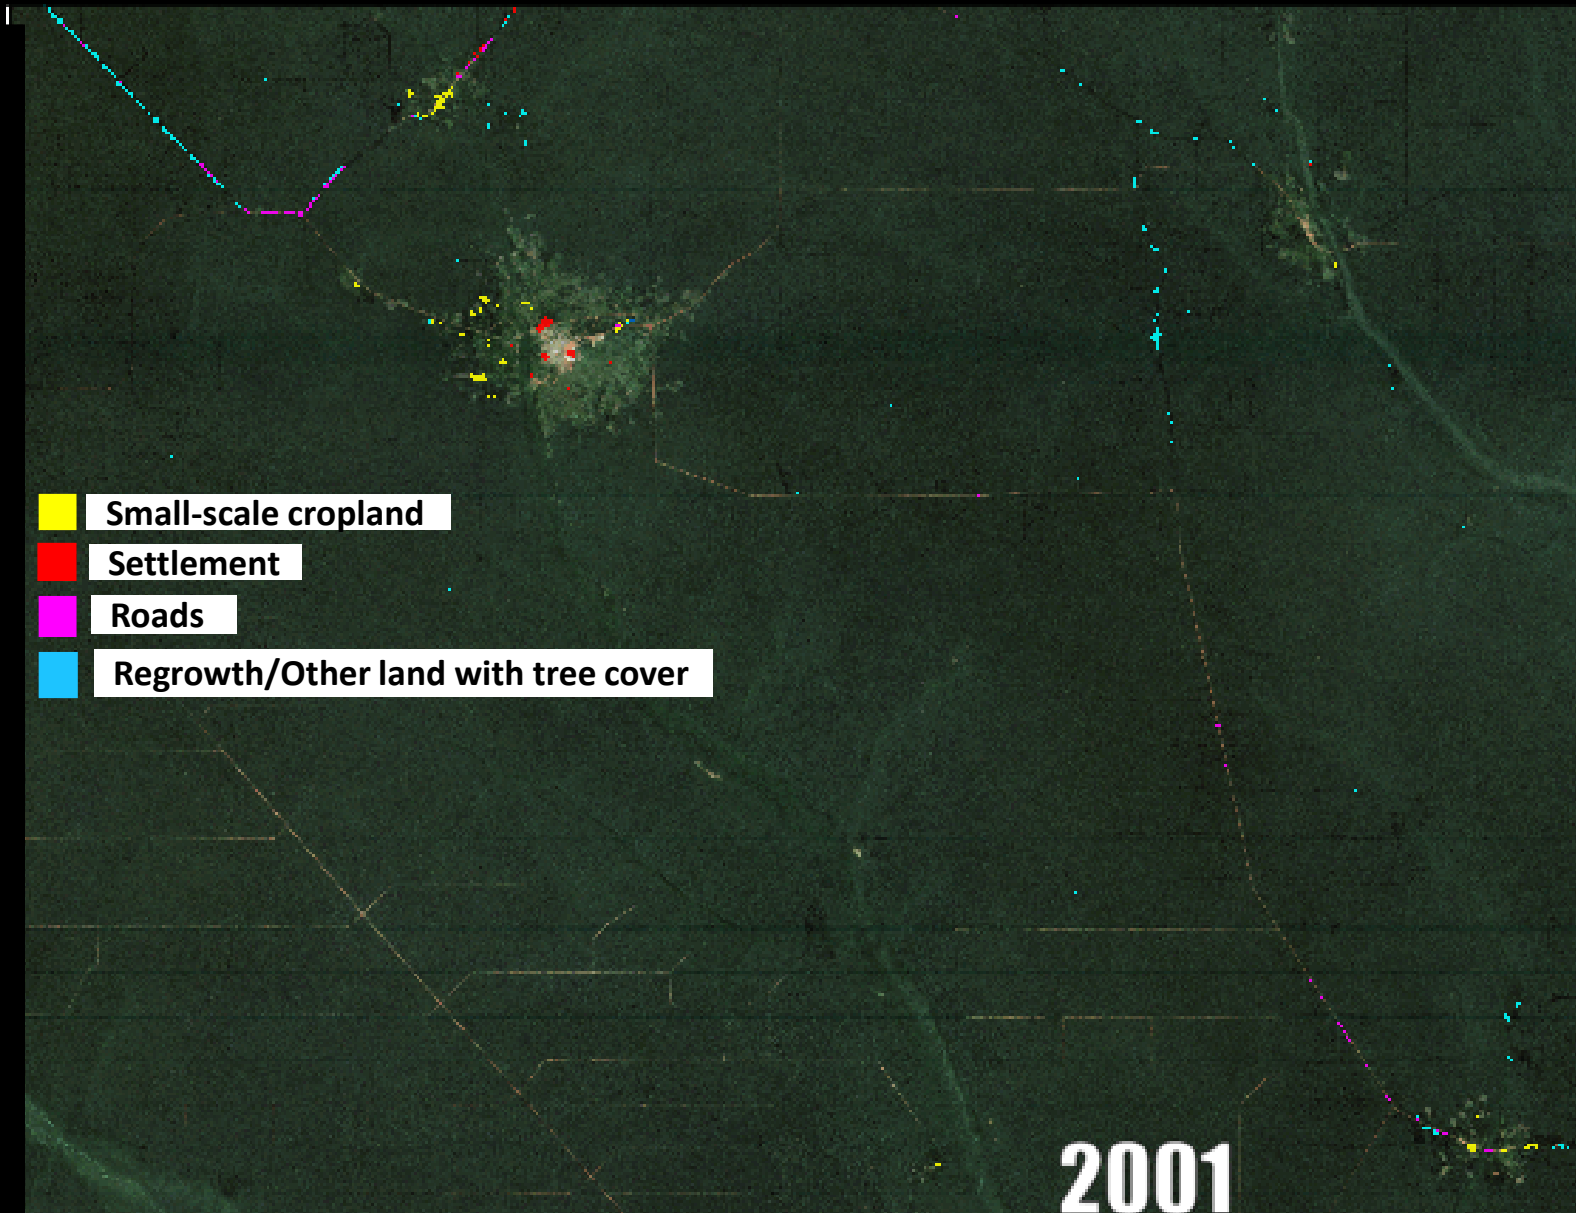 Small-scale cropland
Settlement
Roads
Regrowth/Other land with tree cover
2001